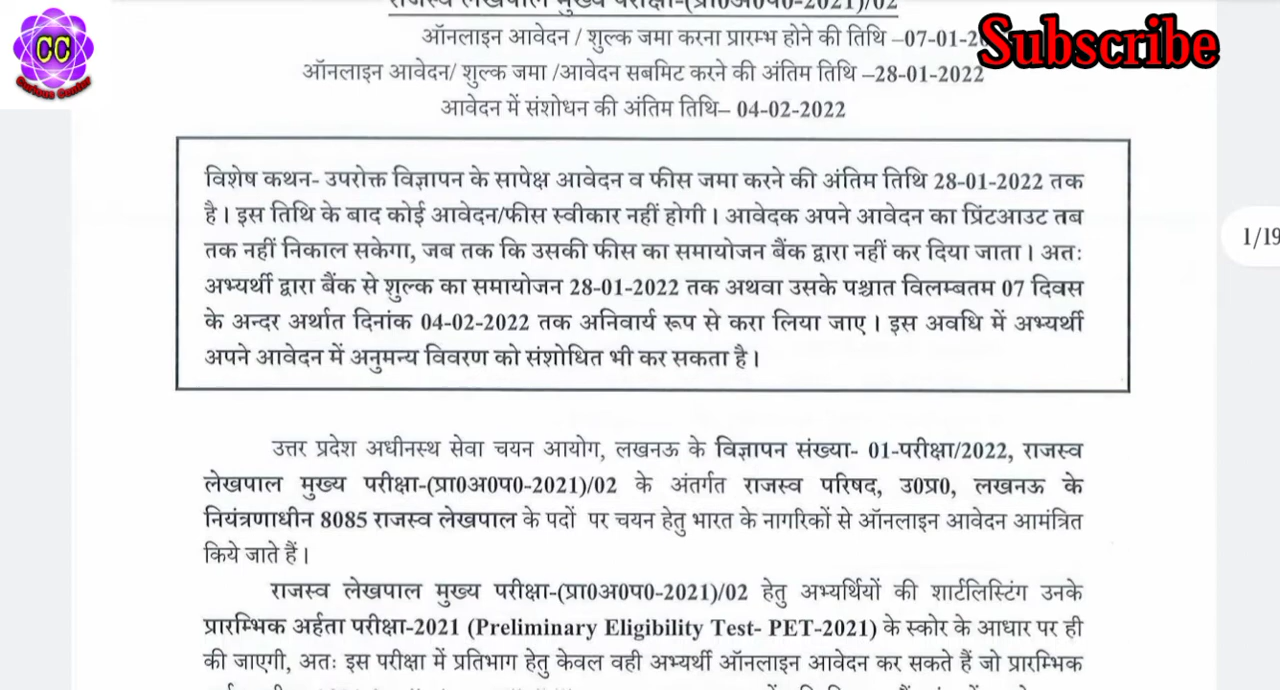 राजस्व लेखपाल मुख्य परीक्षा-(प्रा0अ0प0-2021)/02
ऑनलाइन आवेदन / शुल्क जमा करना प्रारम्भ होने की तिथि –07-01-2
ऑनलाइन आवेदन/ शुल्क जमा /आवेदन सबमिट करने की अंतिम तिथि –28-01-2022
आवेदन में संशोधन की अंतिम तिथि– 04-02-2022
CC
Curious Center
Subscribe
विशेष कथन- उपरोक्त विज्ञापन के सापेक्ष आवेदन व फीस जमा करने की अंतिम तिथि 28-01-2022 तक
है। इस तिथि के बाद कोई आवेदन/फीस स्वीकार नहीं होगी। आवेदक अपने आवेदन का प्रिंटआउट तब
तक नहीं निकाल सकेगा, जब तक कि उसकी फीस का समायोजन बैंक द्वारा नहीं कर दिया जाता। अतः
अभ्यर्थी द्वारा बैंक से शुल्क का समायोजन 28-01-2022 तक अथवा उसके पश्चात विलम्बतम 07 दिवस
के अन्दर अर्थात दिनांक 04-02-2022 तक अनिवार्य रूप से करा लिया जाए। इस अवधि में अभ्यर्थी
अपने आवेदन में अनुमन्य विवरण को संशोधित भी कर सकता है।
1/19
उत्तर प्रदेश अधीनस्थ सेवा चयन आयोग, लखनऊ के विज्ञापन संख्या- 01-परीक्षा/2022, राजस्व
लेखपाल मुख्य परीक्षा-(प्रा0अ0प0-2021)/02 के अंतर्गत राजस्व परिषद, उ0प्र0, लखनऊ के
नियंत्रणाधीन 8085 राजस्व लेखपाल के पदों पर चयन हेतु भारत के नागरिकों से ऑनलाइन आवेदन आमंत्रित
किये जाते हैं।
राजस्व लेखपाल मुख्य परीक्षा-(प्रा0अ0प0-2021)/02 हेतु अभ्यर्थियों की शार्टलिस्टिंग उनके
प्रारम्भिक अर्हता परीक्षा-2021 (Preliminary Eligibility Test- PET-2021) के स्कोर के आधार पर ही
की जाएगी, अतः इस परीक्षा में प्रतिभाग हेतु केवल वही अभ्यर्थी ऑनलाइन आवेदन कर सकते हैं जो प्रारम्भिक